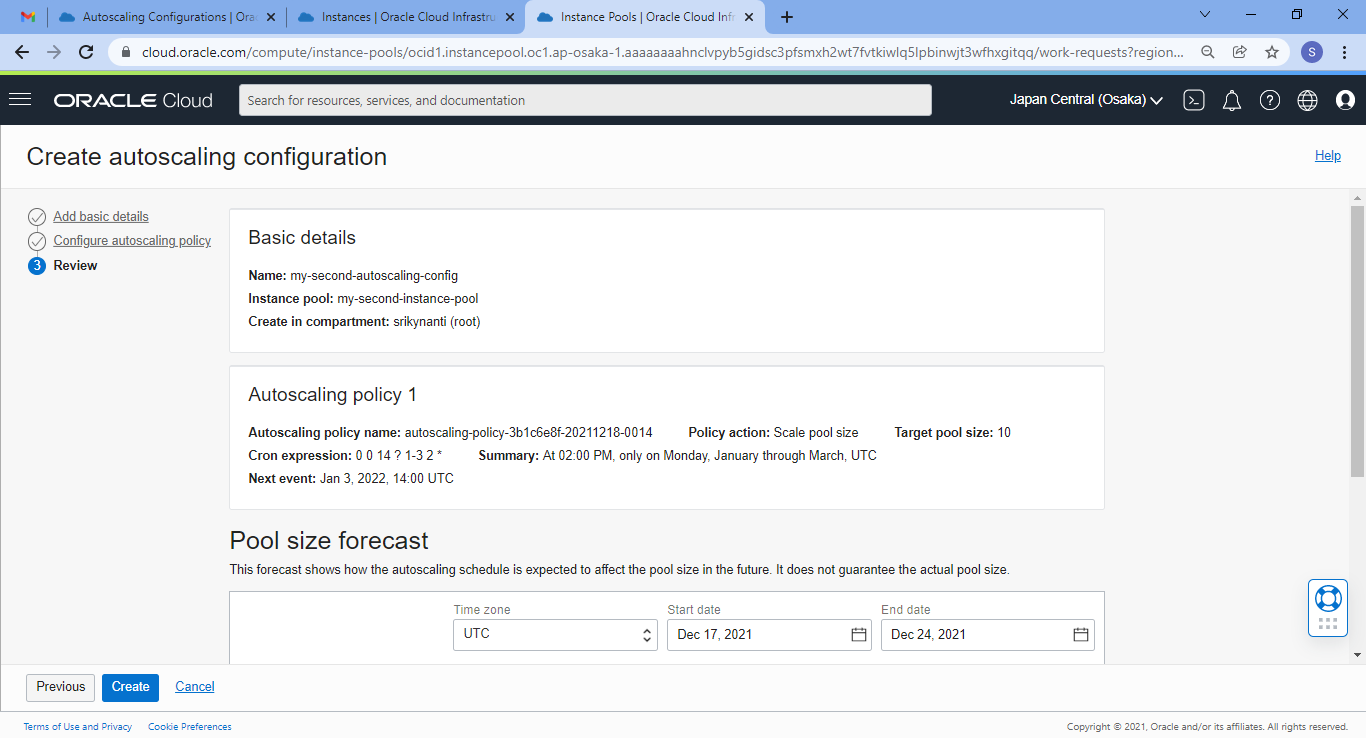 Autoscaling Configurations | Ora
Instances | Oracle Cloud Infrastru
Instance Pools | Oracle Cloud Infr
cloud.oracle.com/compute/instance-pools/ocid1.instancepool.oc1.ap-osaka-1.aaaaaaaahnclvpyb5gidsc3pfsmxh2wt7fvtkiwlq5lpbinwjt3wfhxgitqq/work-requests?region...
S
ORACLE Cloud
Search for resources, services, and documentation
Japan Central (Osaka)
Create autoscaling configuration
Help
Add basic details
Configure autoscaling policy
3 Review
Basic details
Name: my-second-autoscaling-config
Instance pool: my-second-instance-pool
Create in compartment: srikynanti (root)
Autoscaling policy 1
Autoscaling policy name: autoscaling-policy-3b1c6e8f-20211218-0014 Policy action: Scale pool size Target pool size: 10
Cron expression: 0 0 14 ? 1-3 2 * Summary: At 02:00 PM, only on Monday, January through March, UTC
Next event: Jan 3, 2022, 14:00 UTC
Pool size forecast
This forecast shows how the autoscaling schedule is expected to affect the pool size in the future. It does not guarantee the actual pool size.
Time zone Start date End date
UTC Dec 17, 2021 Dec 24, 2021
Previous Create Cancel
Terms of Use and Privacy Cookie Preferences
Copyright © 2021, Oracle and/or its affiliates. All rights reserved.